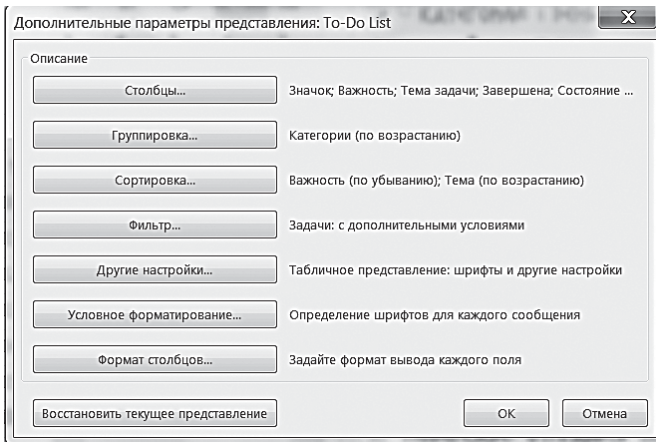 Дополнительные параметры представления: To-Do List
Описание
Столбцы... Значок; Важность; Тема задачи; Завершена; Состояние ...
Группировка... Категории (по возрастанию)
Сортировка... Важность (по убыванию); Тема (по возрастанию)
Фильтр... Задачи: с дополнительными условиями
Другие настройки... Табличное представление: шрифты и другие настройки
Условное форматирование... Определение шрифтов для каждого сообщения
Формат столбцов... Задайте формат вывода каждого поля
Восстановить текущее представление ОК Отмена